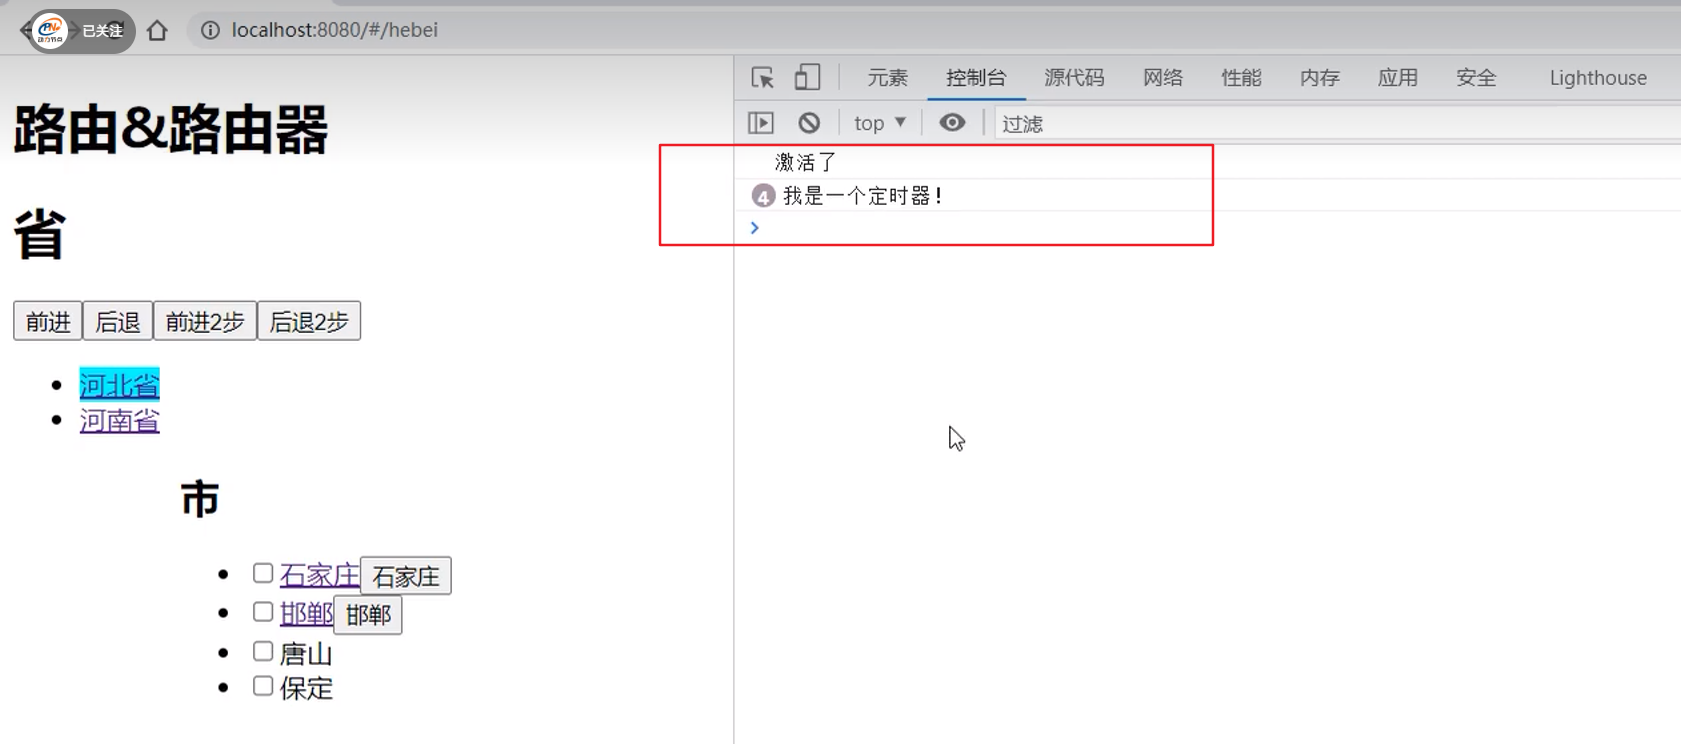 已关注
localhost:8080/#/hebei
元素 控制台 源代码 网络 性能 内存 应用 安全 Lighthouse
top 过滤
激活了
4 我是一个定时器!
路由&路由器
省
前进 后退 前进2步 后退2步
河北省
河南省
市
石家庄 石家庄
邯郸 邯郸
唐山
保定